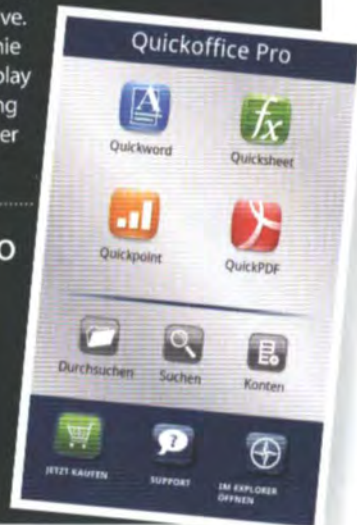 ve.
nie
play
ng
er
o
Quickoffice Pro
Quickword Quicksheet
Quickpoint QuickPDF
Durchsuchen Suchen Konten
JETZT KAUFEN SUPPORT IM EXPLORER
ÖFFNEN